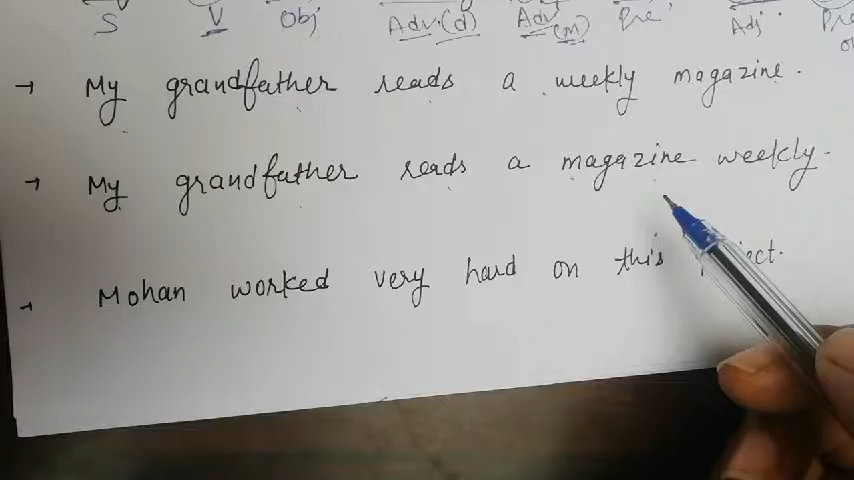 S V Obj Adv.(d) Adv (m) Pre Adj. Pre
→ My grandfather reads a weekly magazine.
→ My grandfather reads a magazine weekly.
→ Mohan worked very hard on this